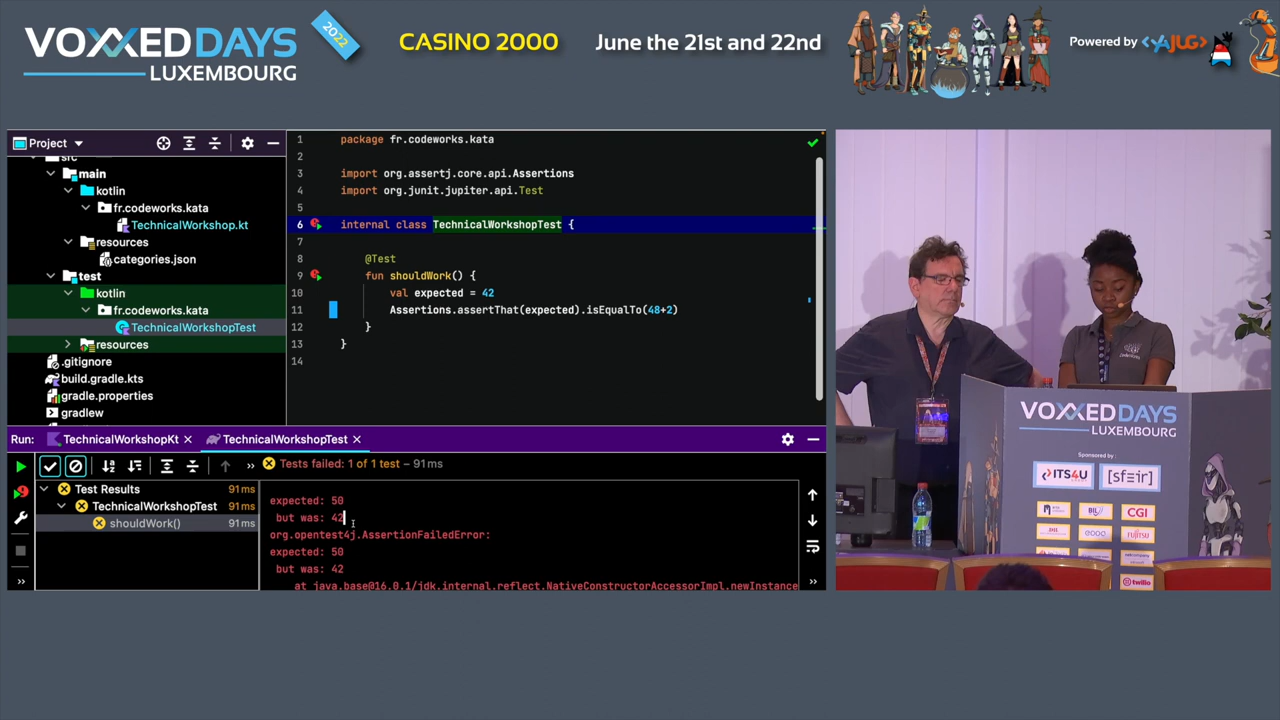 VOXXED DAYS
LUXEMBOURG
2022
CASINO 2000
June the 21st and 22nd
Powered by <YAJUG>
Project
src
main
kotlin
fr.codeworks.kata
TechnicalWorkshop.kt
resources
categories.json
test
kotlin
fr.codeworks.kata
TechnicalWorkshopTest
resources
.gitignore
build.gradle.kts
gradle.properties
gradlew
1 package fr.codeworks.kata
2
3 import org.assertj.core.api.Assertions
4 import org.junit.jupiter.api.Test
5
6 internal class TechnicalWorkshopTest {
7
8 @Test
9 fun shouldWork() {
10 val expected = 42
11 Assertions.assertThat(expected).isEqualTo(48+2)
12 }
13 }
14
Run: TechnicalWorkshopKt × TechnicalWorkshopTest ×
» Tests failed: 1 of 1 test – 91ms
Test Results 91ms
TechnicalWorkshopTest 91ms
shouldWork() 91ms
expected: 50
but was: 42
org.opentest4j.AssertionFailedError:
expected: 50
but was: 42
at java.base@16.0.1/jdk.internal.reflect.NativeConstructorAccessorImpl.newInstance
VOXXED DAYS
LUXEMBOURG
Sponsored by :
ITS4U
[sfeir]
BIL
CGI
FUJITSU
twilio